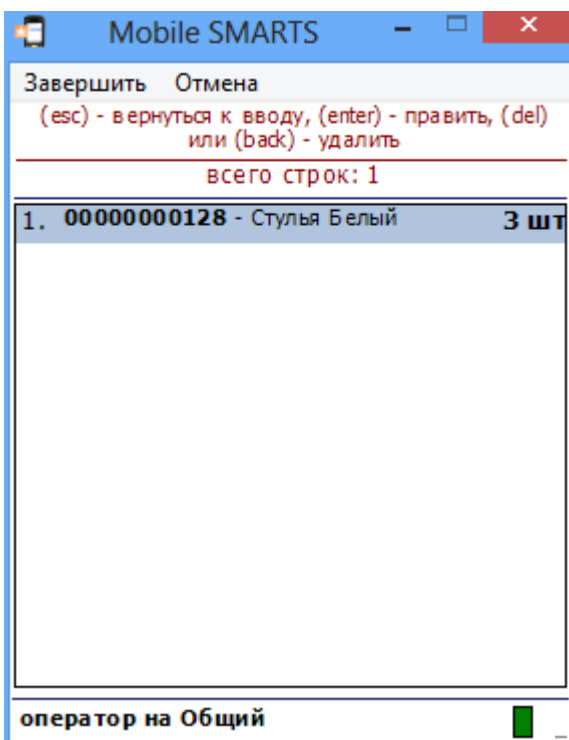 Mobile SMARTS
Завершить Отмена
(esc) - вернуться к вводу, (enter) - править, (del)
или (back) - удалить
всего строк: 1
1. 00000000128 - Стулья Белый 3 шт
оператор на Общий